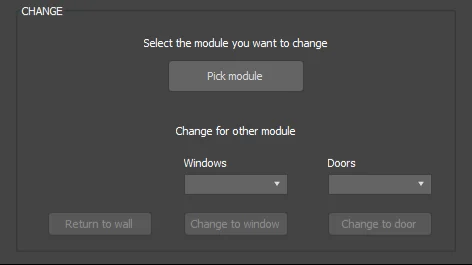 CHANGE
Select the module you want to change
Pick module
Change for other module
Windows Doors
Return to wall Change to window Change to door